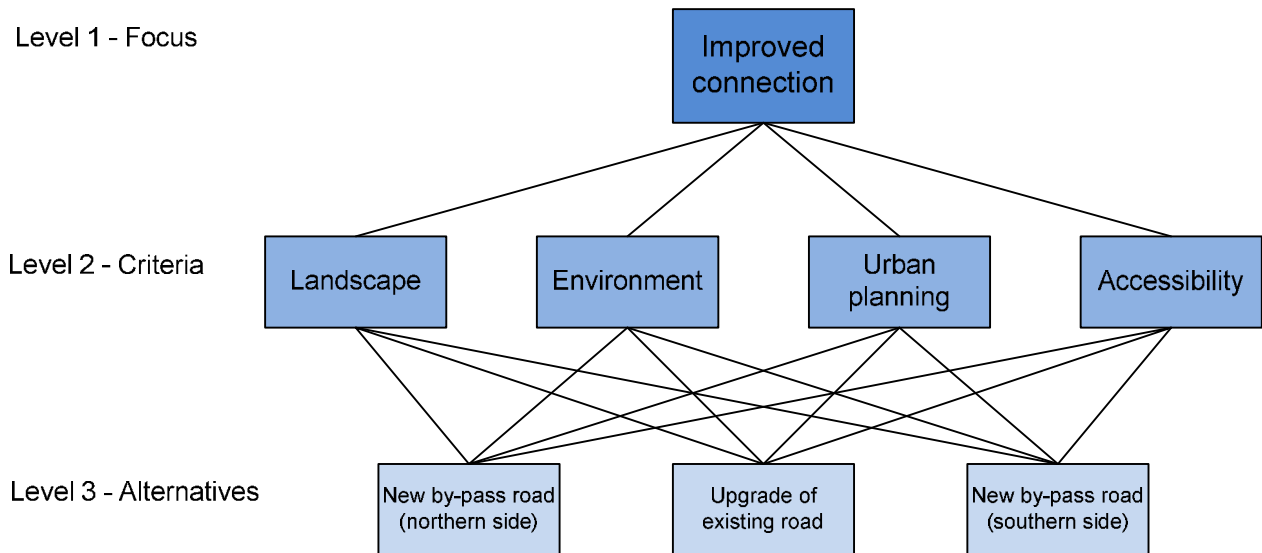 Level 1 - Focus
Improved
connection
Level 2 - Criteria
Landscape
Environment
Urban
planning
Accessibility
Level 3 - Alternatives
New by-pass road
(northern side)
Upgrade of
existing road
New by-pass road
(southern side)